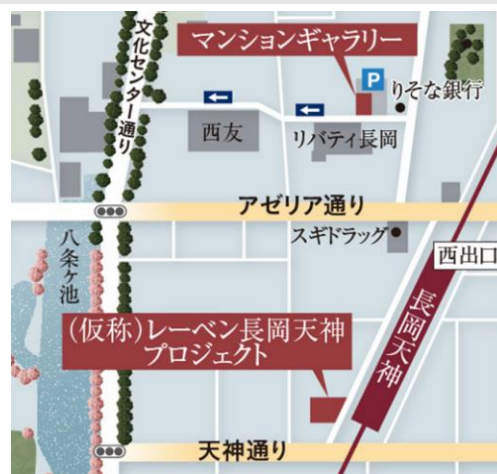 マンションギャラリー
文化センター通り
P
りそな銀行
西友
リバティ長岡
アゼリア通り
スギドラッグ
西出口
八条ヶ池
長岡天神
(仮称)レーベン長岡天神
プロジェクト
天神通り